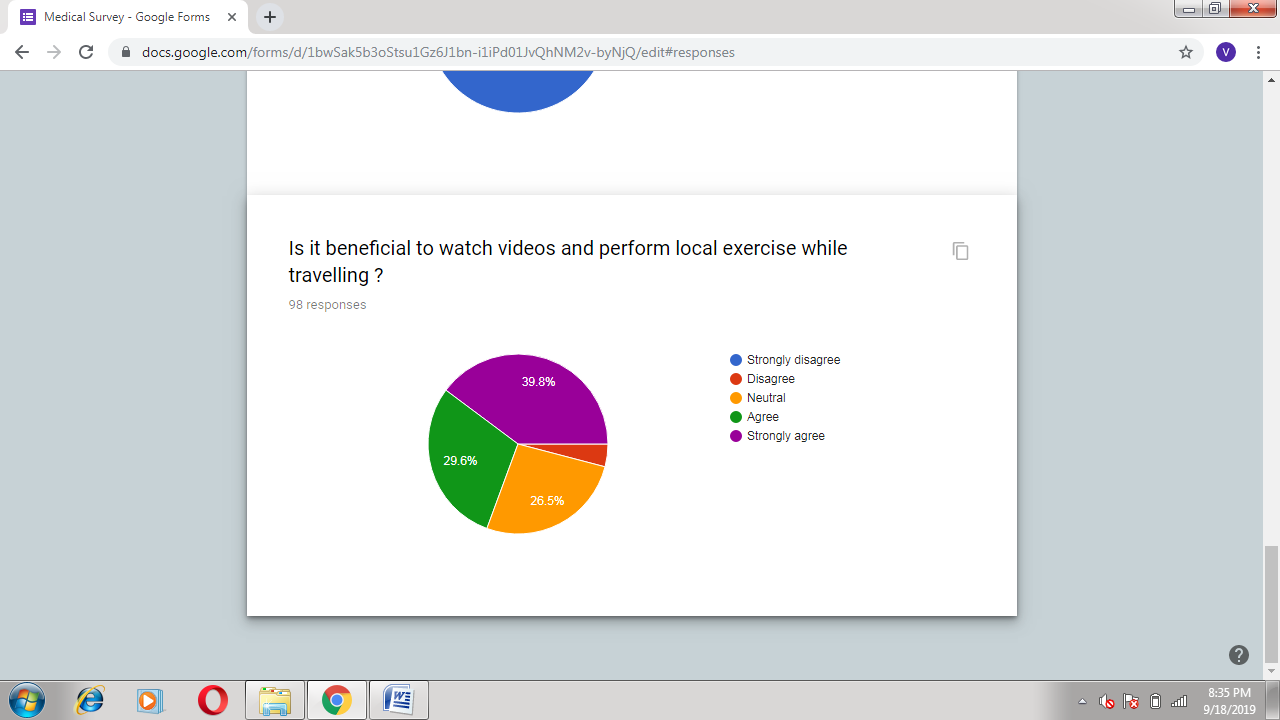 Medical Survey - Google Forms
docs.google.com/forms/d/1bwSak5b3oStsu1Gz6J1bn-i1iPd01JvQhNM2v-byNjQ/edit#responses
V
Is it beneficial to watch videos and perform local exercise while
travelling ?
98 responses
39.8%
29.6%
26.5%
Strongly disagree
Disagree
Neutral
Agree
Strongly agree
?
W
8:35 PM
9/18/2019